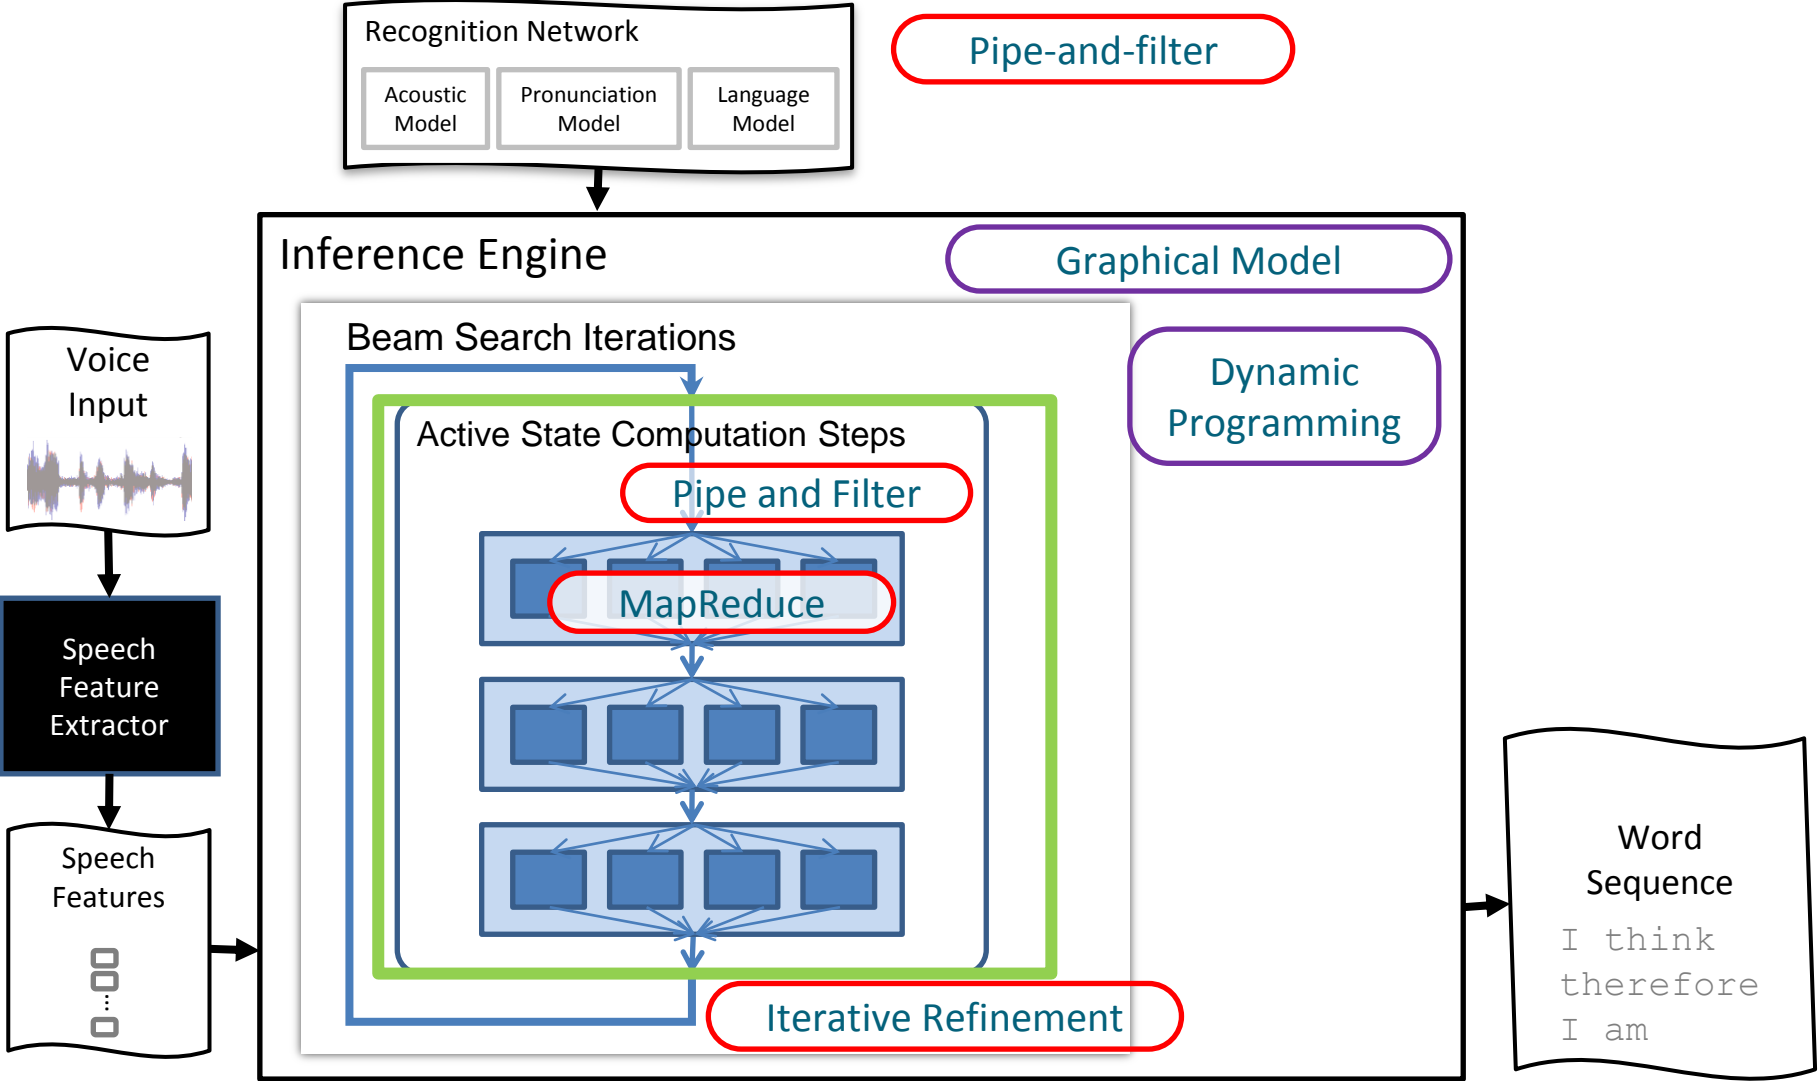 Recognition Network
Acoustic
Model
Pronunciation
Model
Language
Model
Pipe-and-filter
Inference Engine
Graphical Model
Beam Search Iterations
Dynamic
Programming
Voice
Input
Active State Computation Steps
Pipe and Filter
MapReduce
Speech
Feature
Extractor
Speech
Features
...
Iterative Refinement
Word
Sequence
I think
therefore
I am